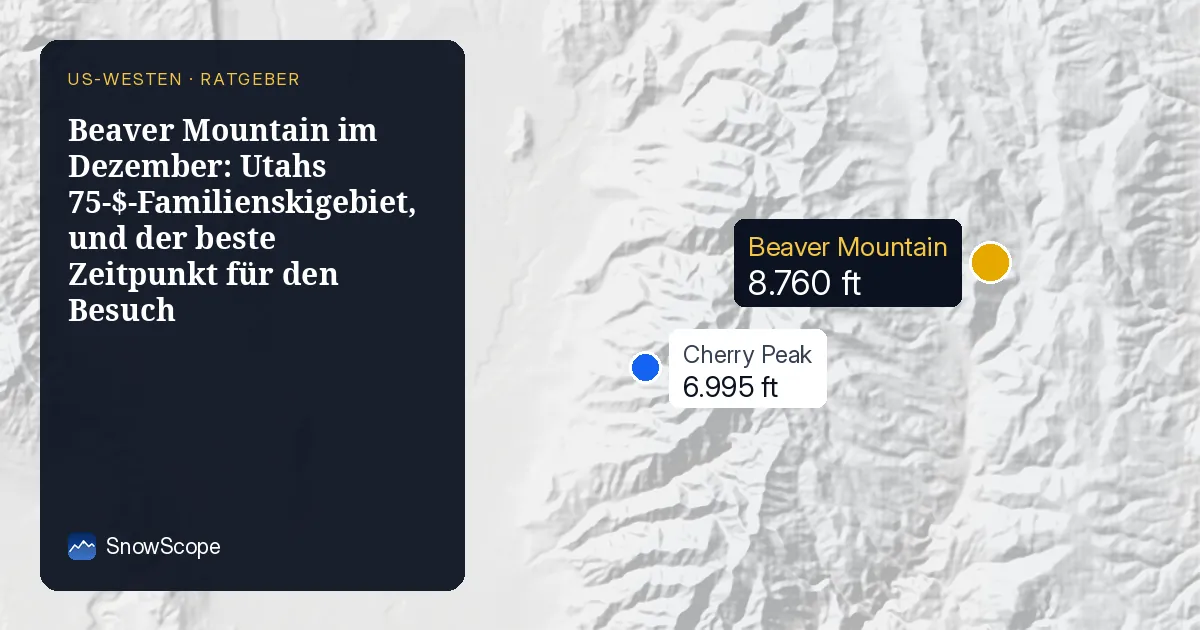 US-WESTEN · RATGEBER
Beaver Mountain im
Dezember: Utahs
75-$-Familienskigebiet,
und der beste
Zeitpunkt für den
Besuch
Beaver Mountain
8.760 ft
Cherry Peak
6.995 ft
SnowScope